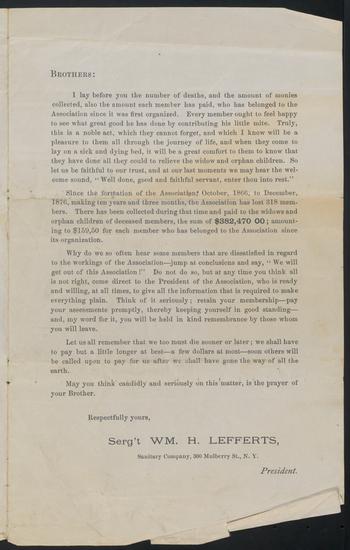 BROTHERS:
I lay before you the number of deaths, and the amount of monies
collected, also the amount each member has paid, who has belonged to the
Association since it was first organized. Every member ought to feel happy
to see what great good he has done by contributing his little mite. Truly,
this is a noble act, which they cannot forget, and which I know will be a
pleasure to them all through the journey of life, and when they come to
lay on a sick and dying bed, it will be a great comfort to them to know that
they have done all they could to relieve the widow and orphan children. So
let us be faithful to our trust, and at our last moments we may hear the wel-
come sound, "Well done, good and faithful servant, enter thou into rest."
Since the formation of the Association, October, 1866, to December,
1876, making ten years and three months, the Association has lost 318 mem-
bers. There has been collected during that time and paid to the widows and
orphan children of deceased members, the sum of $382,470 00; amount-
ing to $159,50 for each member who has belonged to the Association since
its organization.
Why do we so often hear some members that are dissatisfied in regard
to the workings of the Association—jump at conclusions and say, "We will
get out of this Association!" Do not do so, but at any time you think all
is not right, come direct to the President of the Association, who is ready
and willing, at all times, to give all the information that is required to make
everything plain. Think of it seriously; retain your membership—pay
your assessments promptly, thereby keeping yourself in good standing—
and, my word for it, you will be held in kind remembrance by those whom
you will leave.
Let us all remember that we too must die sooner or later; we shall have
to pay but a little longer at best—a few dollars at most—soon others will
be called upon to pay for us after we shall have gone the way of all the
earth.
May you think candidly and seriously on this matter, is the prayer of
your Brother.
Respectfully yours,
Serg't WM. H. LEFFERTS,
Sanitary Company, 300 Mulberry St., N. Y.
President.